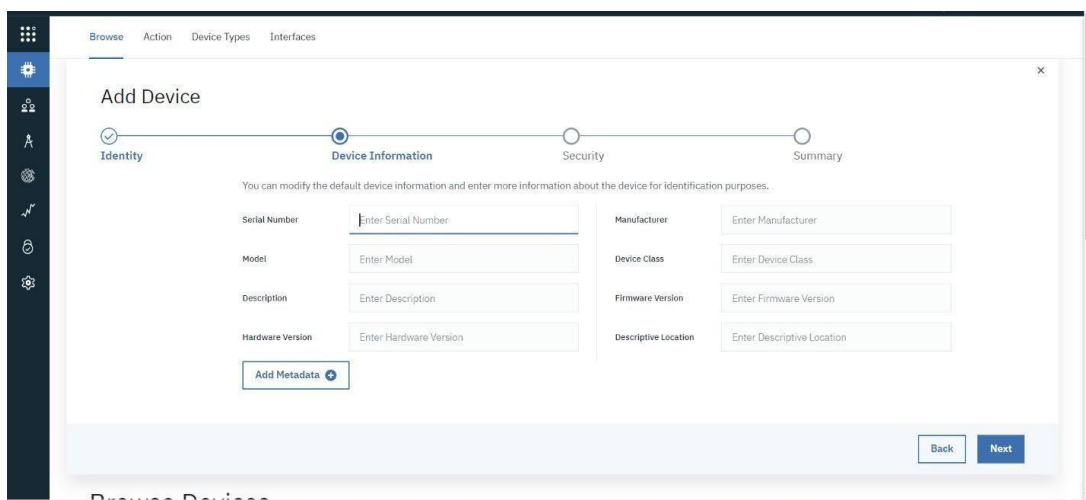 Browse Action Device Types Interfaces
Add Device
Identity Device Information Security Summary
You can modify the default device information and enter more information about the device for identification purposes.
Serial Number Enter Serial Number Manufacturer Enter Manufacturer
Model Enter Model Device Class Enter Device Class
Description Enter Description Firmware Version Enter Firmware Version
Hardware Version Enter Hardware Version Descriptive Location Enter Descriptive Location
Add Metadata
Back Next
Browse Devices